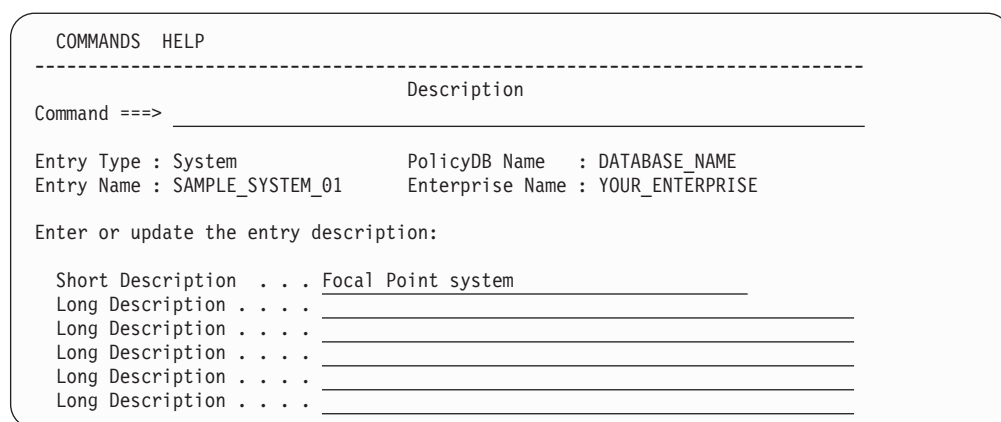 COMMANDS  HELP
-------------------------------------------------------------------------------
Description
Command ===>
Entry Type : System          PolicyDB Name   : DATABASE_NAME
Entry Name : SAMPLE_SYSTEM_01      Enterprise Name : YOUR_ENTERPRISE
Enter or update the entry description:
Short Description  . . . Focal Point system
Long Description . . . .
Long Description . . . .
Long Description . . . .
Long Description . . . .
Long Description . . . .